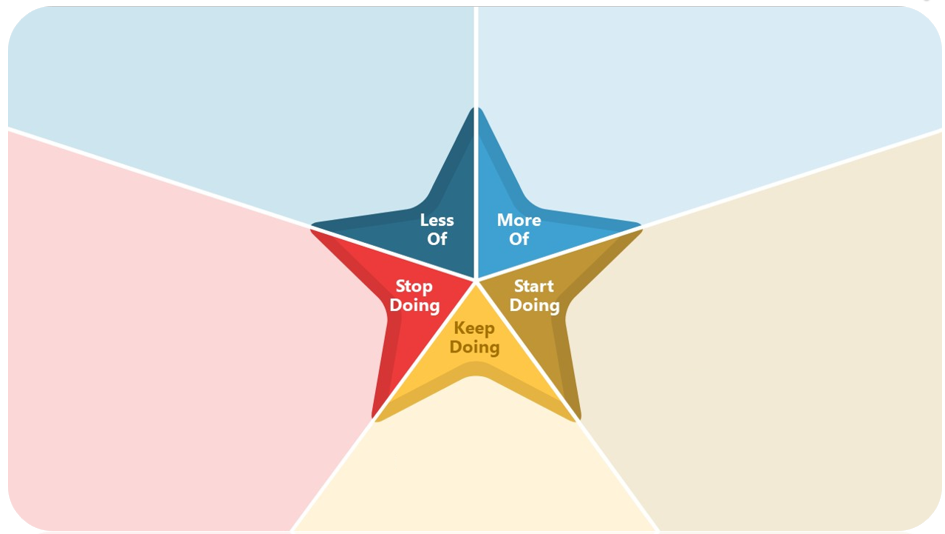 Less
Of
More
Of
Stop
Doing
Start
Doing
Keep
Doing